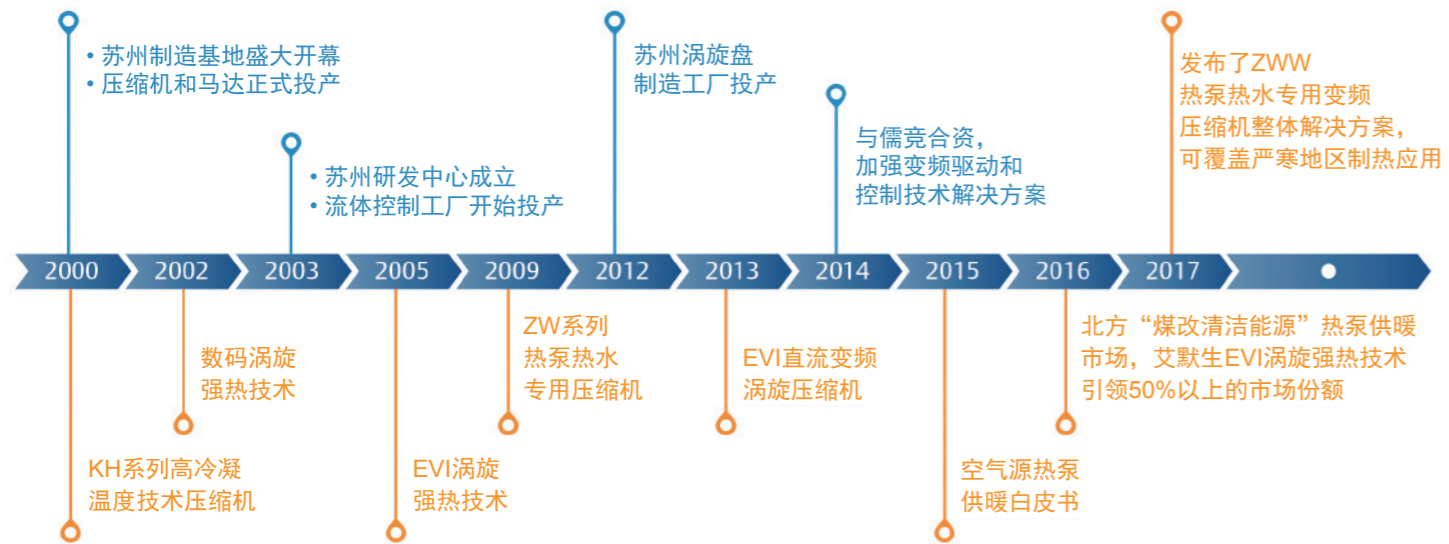 • 苏州制造基地盛大开幕
• 压缩机和马达正式投产
• 苏州研发中心成立
• 流体控制工厂开始投产
苏州涡旋盘
制造工厂投产
与儒竞合资，
加强变频驱动和
控制技术解决方案
发布了ZWW
热泵热水专用变频
压缩机整体解决方案，
可覆盖严寒地区制热应用
2000 2002 2003 2005 2009 2012 2013 2014 2015 2016 2017
KH系列高冷凝
温度技术压缩机
数码涡旋
强热技术
EVI涡旋
强热技术
ZW系列
热泵热水
专用压缩机
EVI直流变频
涡旋压缩机
空气源热泵
供暖白皮书
北方“煤改清洁能源”热泵供暖
市场，艾默生EVI涡旋强热技术
引领50%以上的市场份额